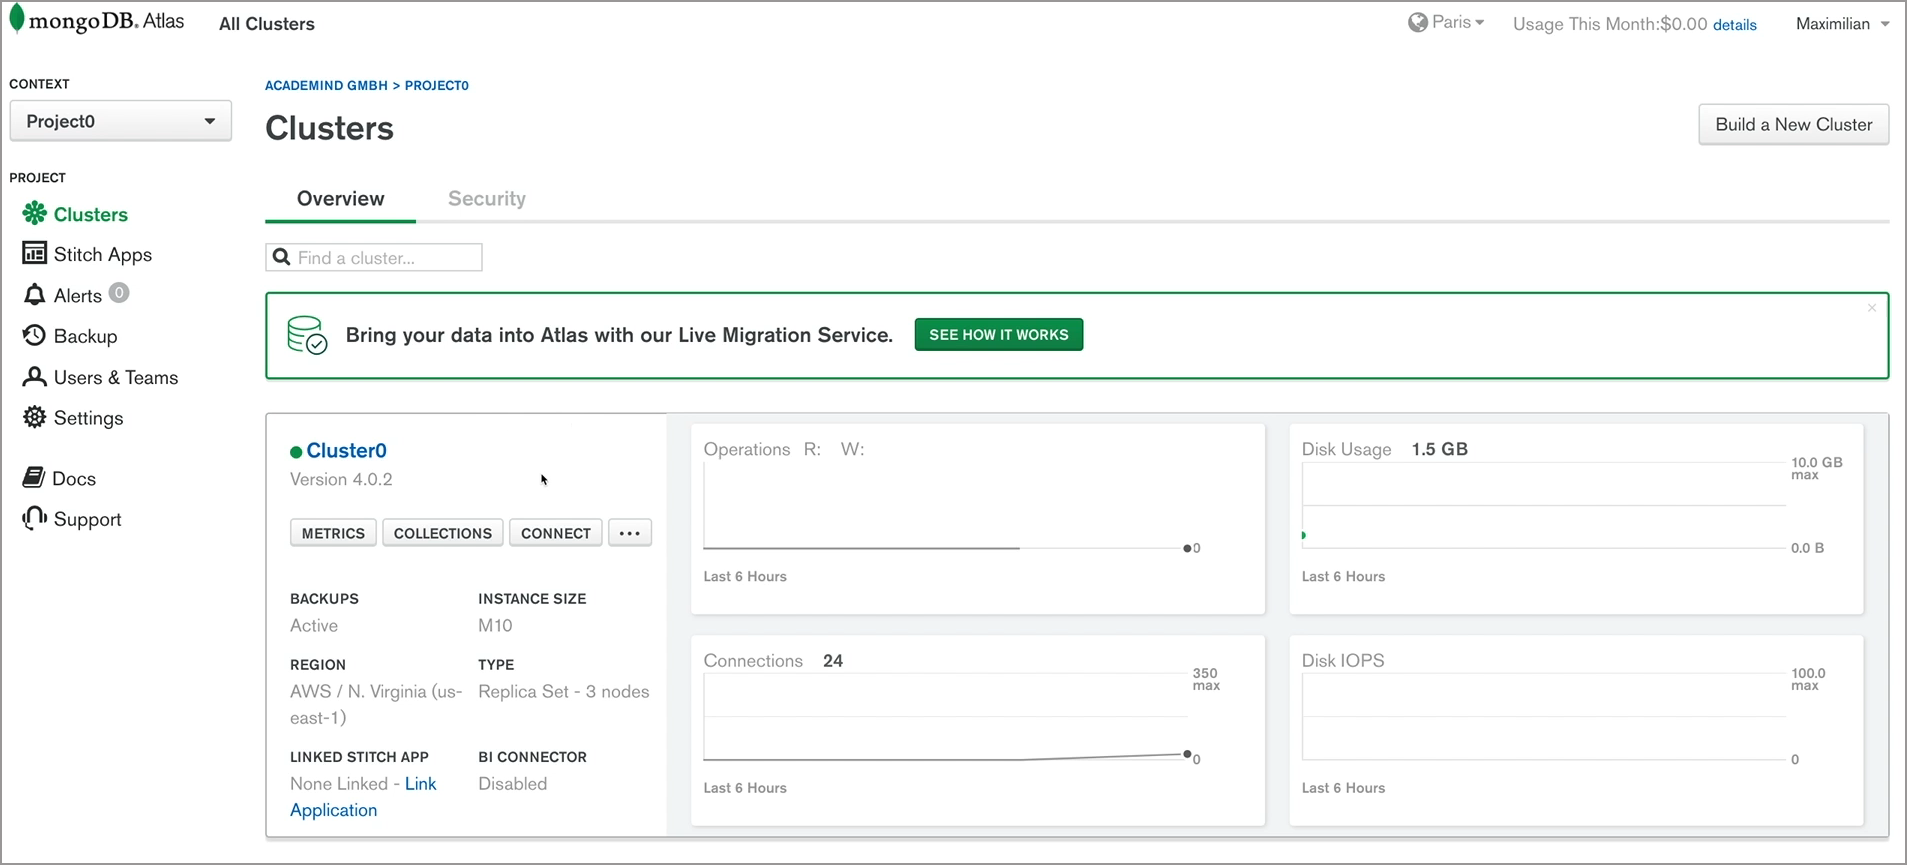 mongoDB. Atlas
All Clusters
Paris
Usage This Month:$0.00 details
Maximilian
CONTEXT
Project0
PROJECT
Clusters
Stitch Apps
Alerts 0
Backup
Users & Teams
Settings
Docs
Support
ACADEMIND GMBH > PROJECT0
Clusters
Build a New Cluster
Overview
Security
Find a cluster...
Bring your data into Atlas with our Live Migration Service.
SEE HOW IT WORKS
×
Cluster0
Version 4.0.2
METRICS
COLLECTIONS
CONNECT
...
BACKUPS
Active
INSTANCE SIZE
M10
REGION
AWS / N. Virginia (us-
east-1)
TYPE
Replica Set - 3 nodes
LINKED STITCH APP
None Linked - Link
Application
BI CONNECTOR
Disabled
Operations R: W:
0
Last 6 Hours
Disk Usage 1.5 GB
10.0 GB
max
0.0 B
Last 6 Hours
Connections 24
350
max
0
Last 6 Hours
Disk IOPS
100.0
max
0
Last 6 Hours